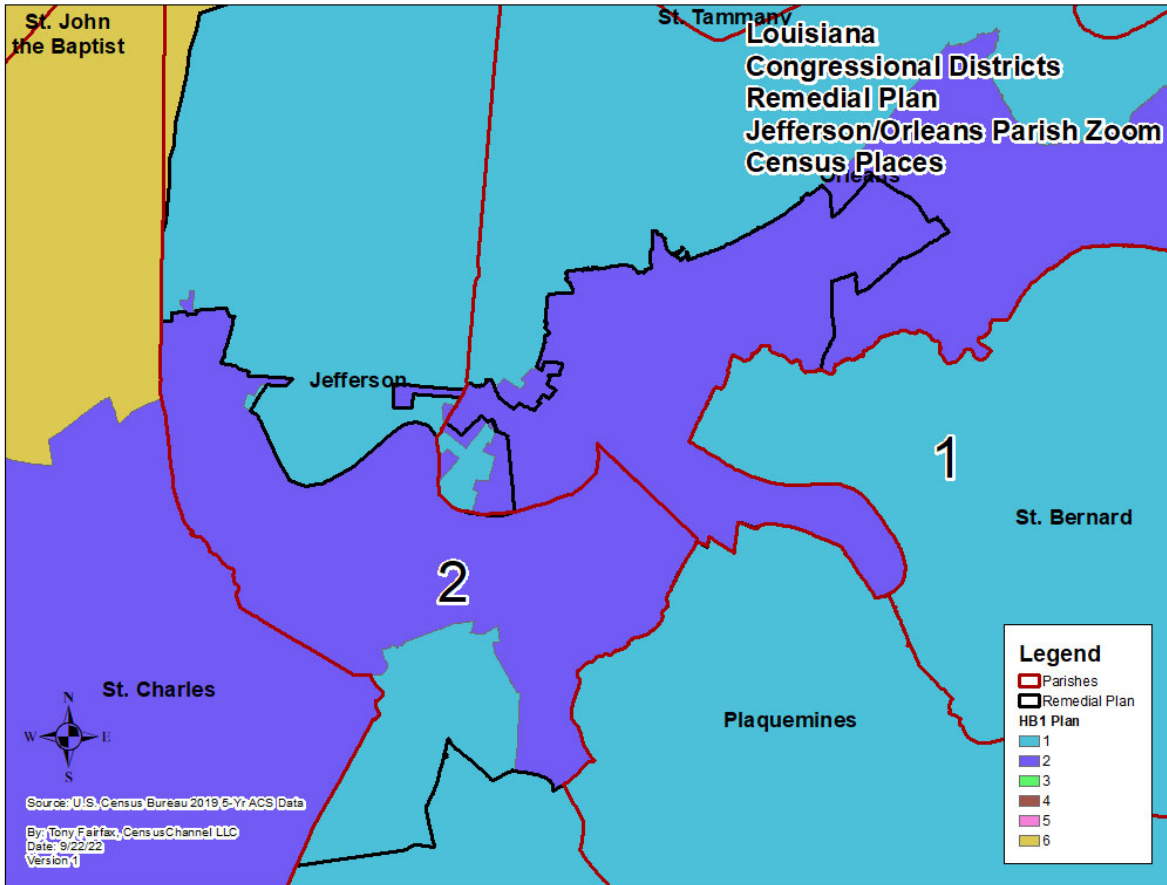 St. John
the Baptist
St. Tammany
Louisiana
Congressional Districts
Remedial Plan
Jefferson/Orleans Parish Zoom
Census Places
Orleans
Jefferson
1
St. Bernard
2
St. Charles
Plaquemines
N
W E
S
Source: U.S. Census Bureau 2019 5-Yr ACS Data
By: Tony Fairfax, CensusChannel LLC
Date: 9/22/22
Version 1
Legend
Parishes
Remedial Plan
HB1 Plan
1
2
3
4
5
6